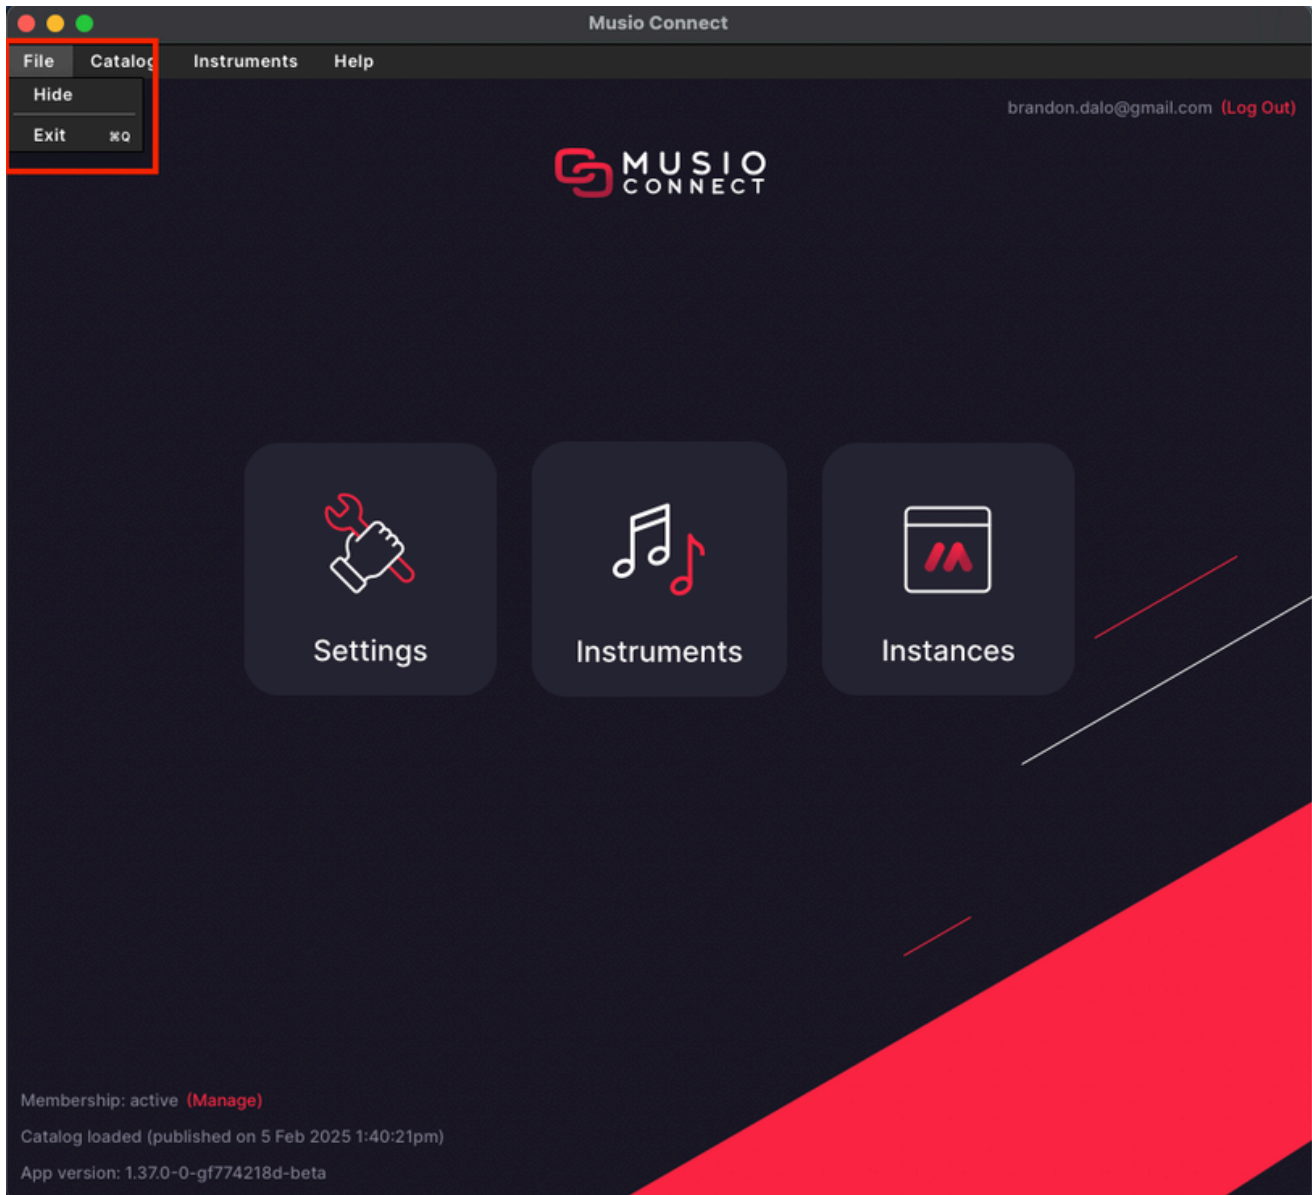 Musio Connect
File Catalog Instruments Help
Hide
Exit ⌘Q
brandon.dalo@gmail.com (Log Out)
MUSIO
CONNECT
Settings Instruments Instances
Membership: active (Manage)
Catalog loaded (published on 5 Feb 2025 1:40:21pm)
App version: 1.37.0-0-gf774218d-beta